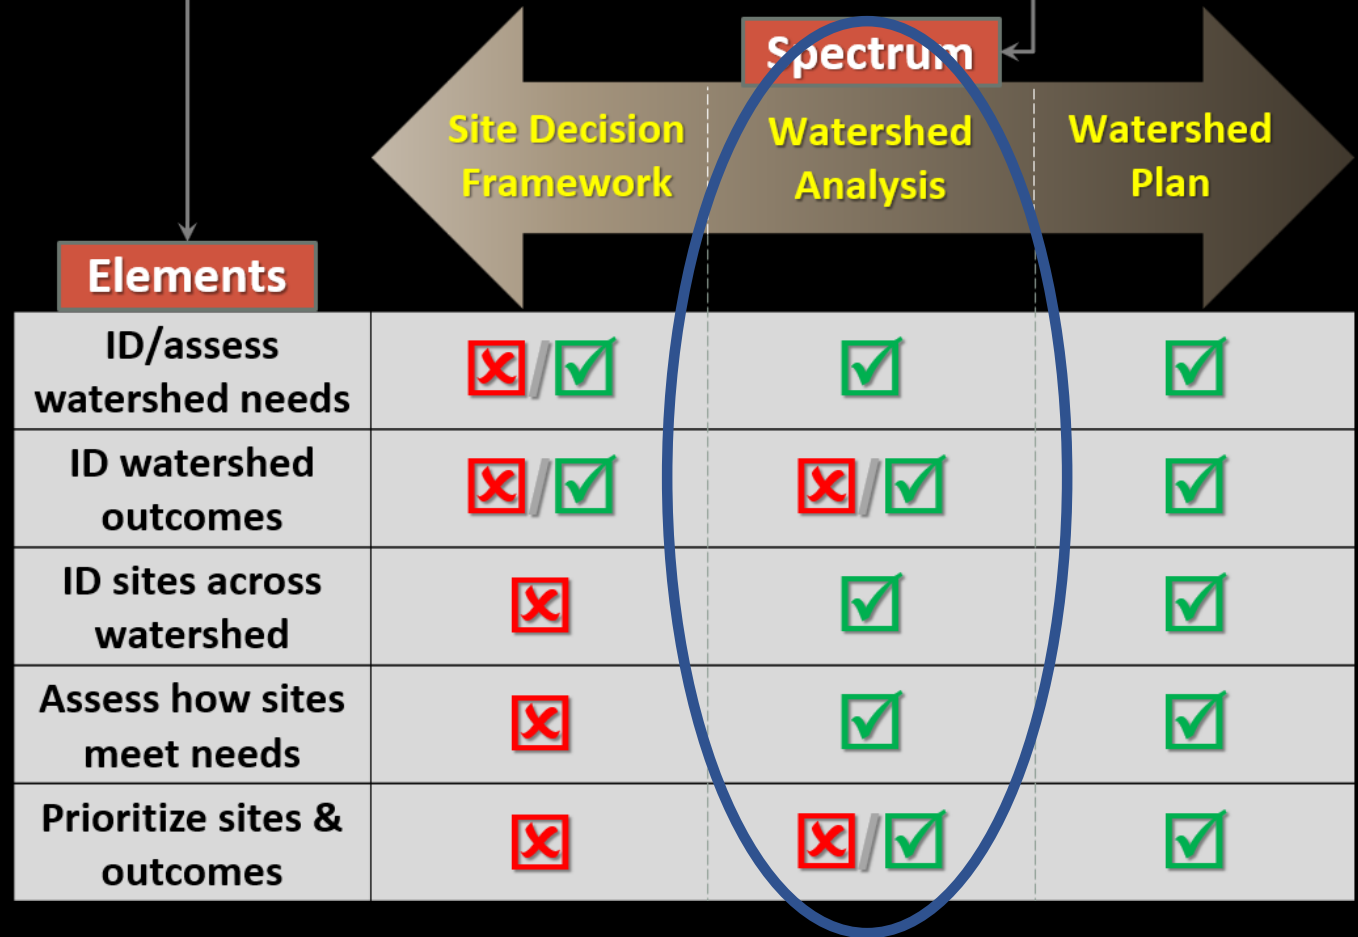 Spectrum
Site Decision
Framework
Watershed
Analysis
Watershed
Plan
Elements
ID/assess
watershed needs
ID watershed
outcomes
ID sites across
watershed
Assess how sites
meet needs
Prioritize sites &
outcomes